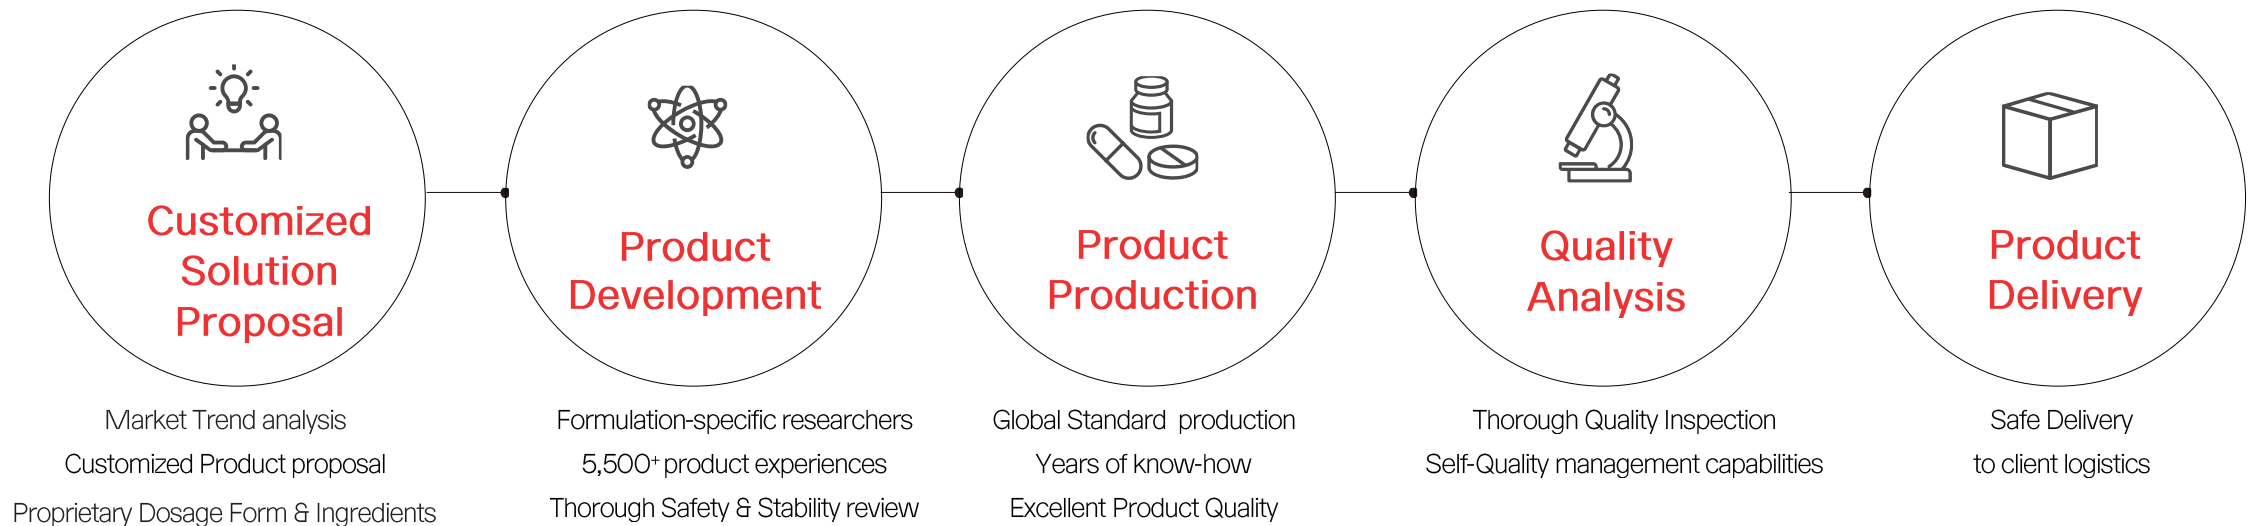 Customized
Solution
Proposal
Market Trend analysis
Customized Product proposal
Proprietary Dosage Form & Ingredients
Product
Development
Formulation-specific researchers
5,500+ product experiences
Thorough Safety & Stability review
Product
Production
Global Standard production
Years of know-how
Excellent Product Quality
Quality
Analysis
Thorough Quality Inspection
Self-Quality management capabilities
Product
Delivery
Safe Delivery
to client logistics